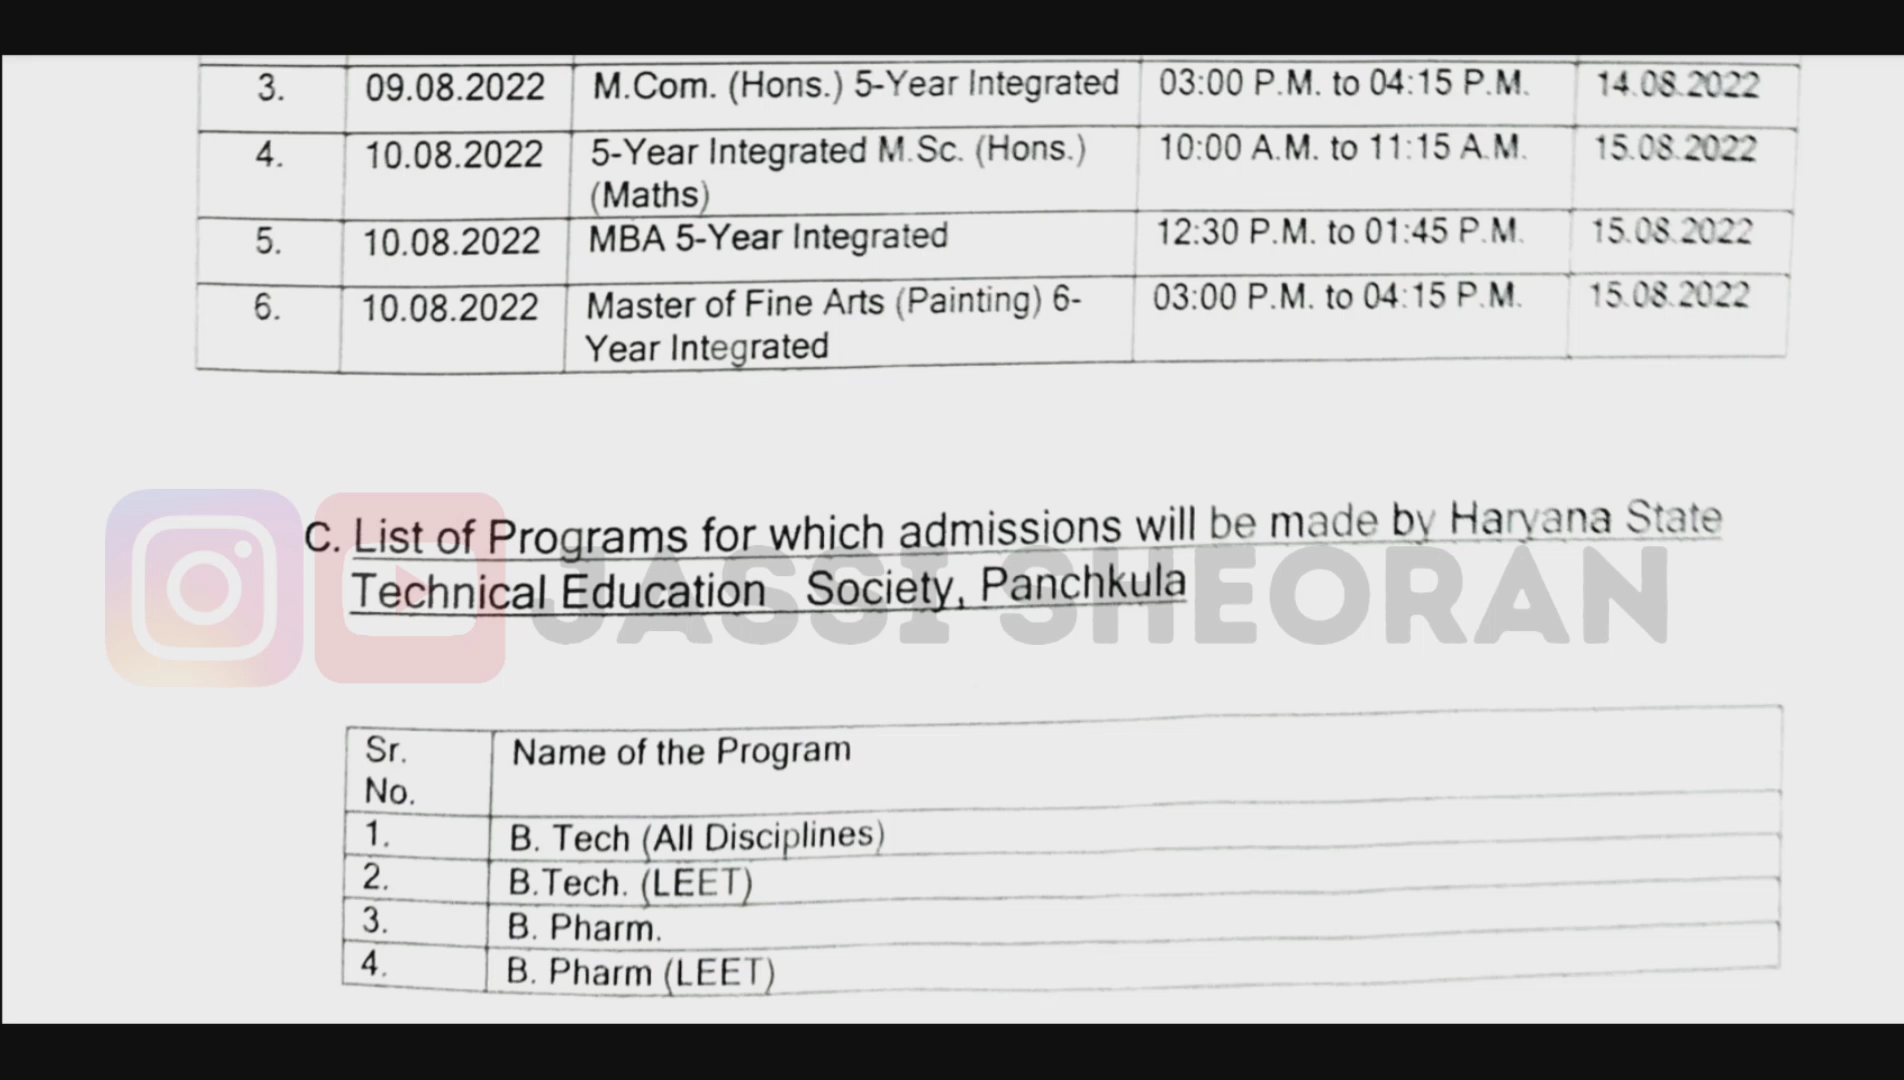 3. 09.08.2022 M.Com. (Hons.) 5-Year Integrated 03:00 P.M. to 04:15 P.M. 14.08.2022
4. 10.08.2022 5-Year Integrated M.Sc. (Hons.) 10:00 A.M. to 11:15 A.M. 15.08.2022
(Maths)
5. 10.08.2022 MBA 5-Year Integrated 12:30 P.M. to 01:45 P.M. 15.08.2022
6. 10.08.2022 Master of Fine Arts (Painting) 6- 03:00 P.M. to 04:15 P.M. 15.08.2022
Year Integrated
C. List of Programs for which admissions will be made by Haryana State
Technical Education Society, Panchkula
JASSI SHEORAN
Sr. Name of the Program
No.
1. B. Tech (All Disciplines)
2. B.Tech. (LEET)
3. B. Pharm.
4. B. Pharm (LEET)